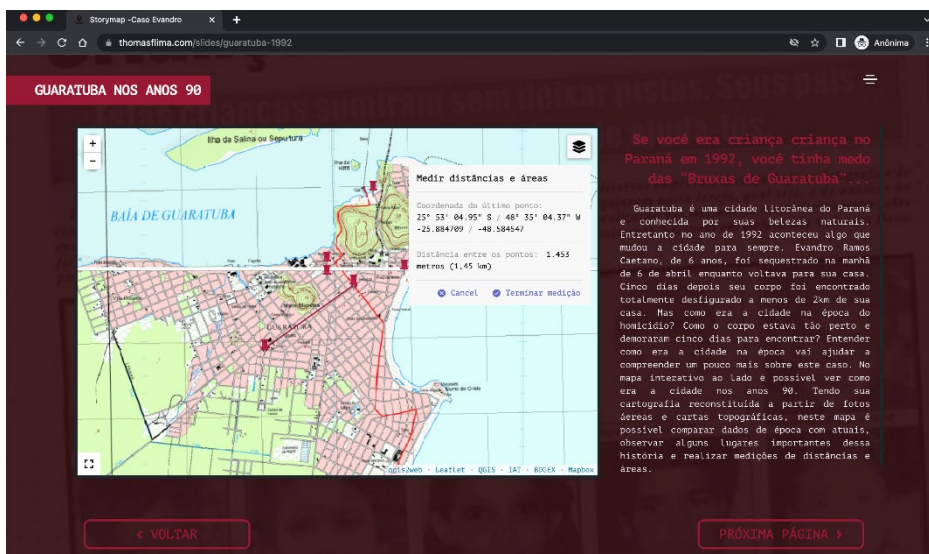 Storymap -Caso Evandro
thomasflima.com/slides/guaratuba-1992
Anônima
GUARATUBA NOS ANOS 90
Ilha da Salina ou Sepultura
BAÍA DE GUARATUBA
GUARATUBA
Medir distâncias e áreas
Coordenada do último ponto:
25° 53' 04.95" S / 48° 35' 04.37" W
-25.884709 / -48.584547
Distância entre os pontos: 1.453
metros (1,45 km)
Cancel
Terminar medição
qgis2web · Leaflet · QGIS · IAT · BDGEX · Mapbox
Se você era criança criança no
Paraná em 1992, você tinha medo
das "Bruxas de Guaratuba"...
Guaratuba é uma cidade litorânea do Paraná
e conhecida por suas belezas naturais.
Entretanto no ano de 1992 aconteceu algo que
mudou a cidade para sempre. Evandro Ramos
Caetano, de 6 anos, foi sequestrado na manhã
de 6 de abril enquanto voltava para sua casa.
Cinco dias depois seu corpo foi encontrado
totalmente desfigurado a menos de 2km de sua
casa. Mas como era a cidade na época do
homicídio? Como o corpo estava tão perto e
demoraram cinco dias para encontrar? Entender
como era a cidade na época vai ajudar a
compreender um pouco mais sobre este caso. No
mapa interativo ao lado é possível ver como
era a cidade nos anos 90. Tendo sua
cartografia reconstituída a partir de fotos
áereas e cartas topográficas, neste mapa é
possível comparar dados de época com atuais,
observar alguns lugares importantes dessa
história e realizar medições de distâncias e
áreas.
< VOLTAR
PRÓXIMA PÁGINA >